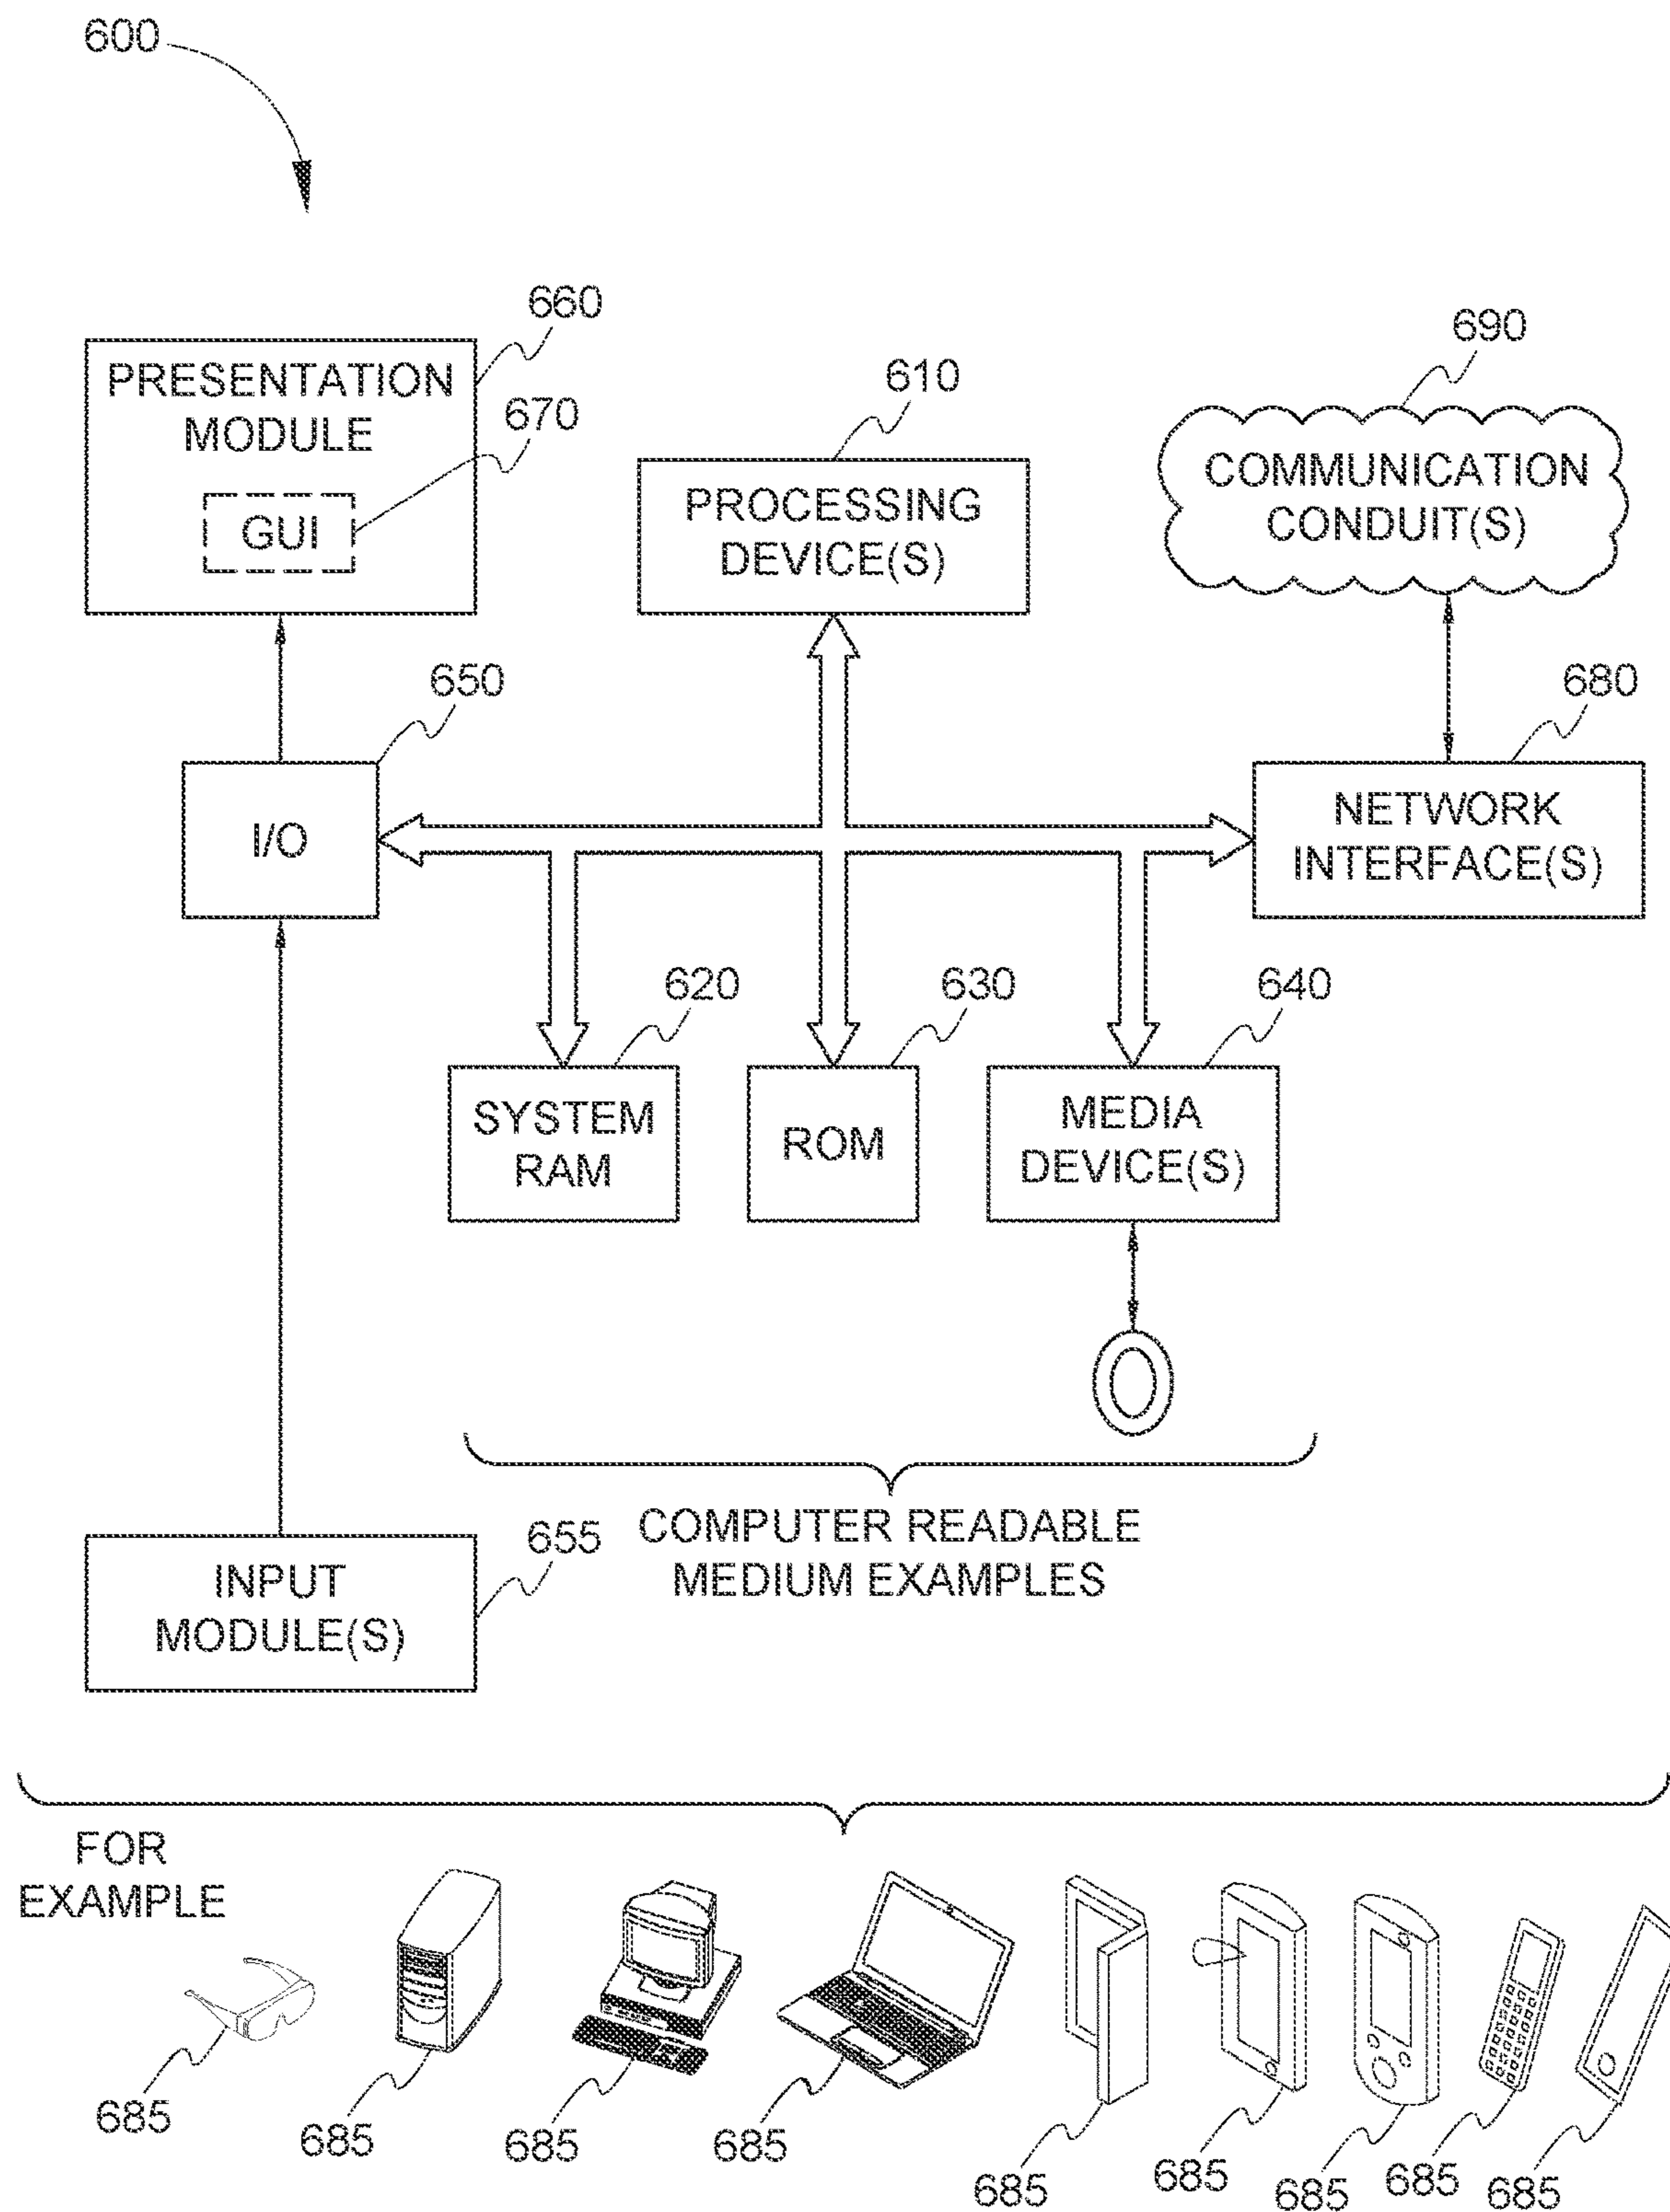 600
660
PRESENTATION
MODULE
670
GUI
610
PROCESSING
DEVICE(S)
690
COMMUNICATION
CONDUIT(S)
650
I/O
680
NETWORK
INTERFACE(S)
620
SYSTEM
RAM
630
ROM
640
MEDIA
DEVICE(S)
COMPUTER READABLE
MEDIUM EXAMPLES
655
INPUT
MODULE(S)
FOR
EXAMPLE
685
685
685
685
685
685
685
685
685